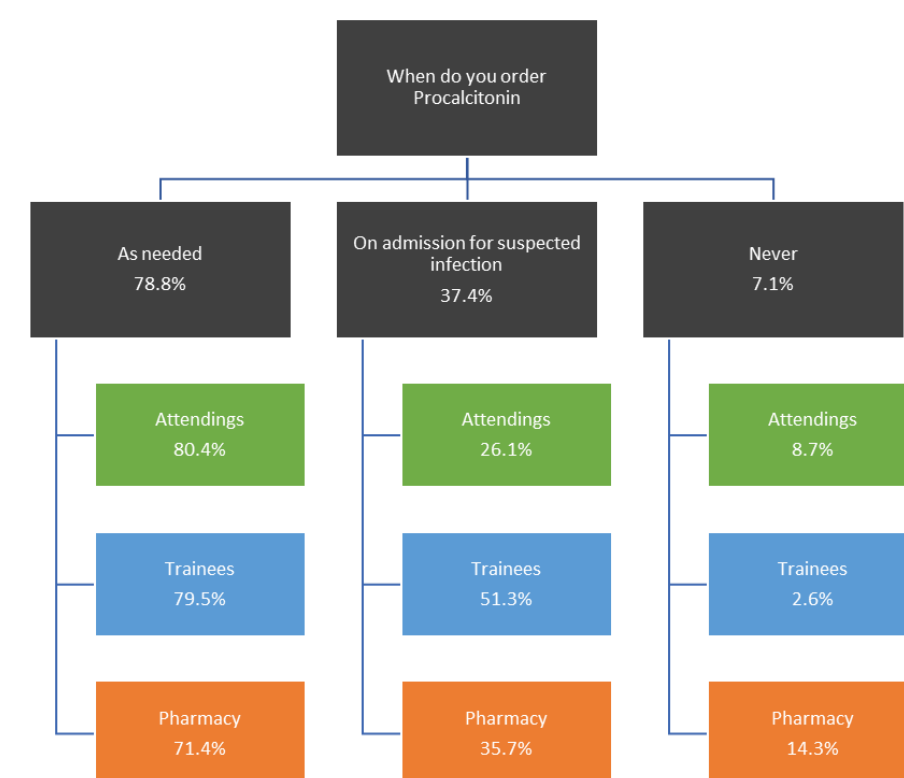 When do you order
Procalcitonin
As needed
78.8%
On admission for suspected
infection
37.4%
Never
7.1%
Attendings
80.4%
Attendings
26.1%
Attendings
8.7%
Trainees
79.5%
Trainees
51.3%
Trainees
2.6%
Pharmacy
71.4%
Pharmacy
35.7%
Pharmacy
14.3%